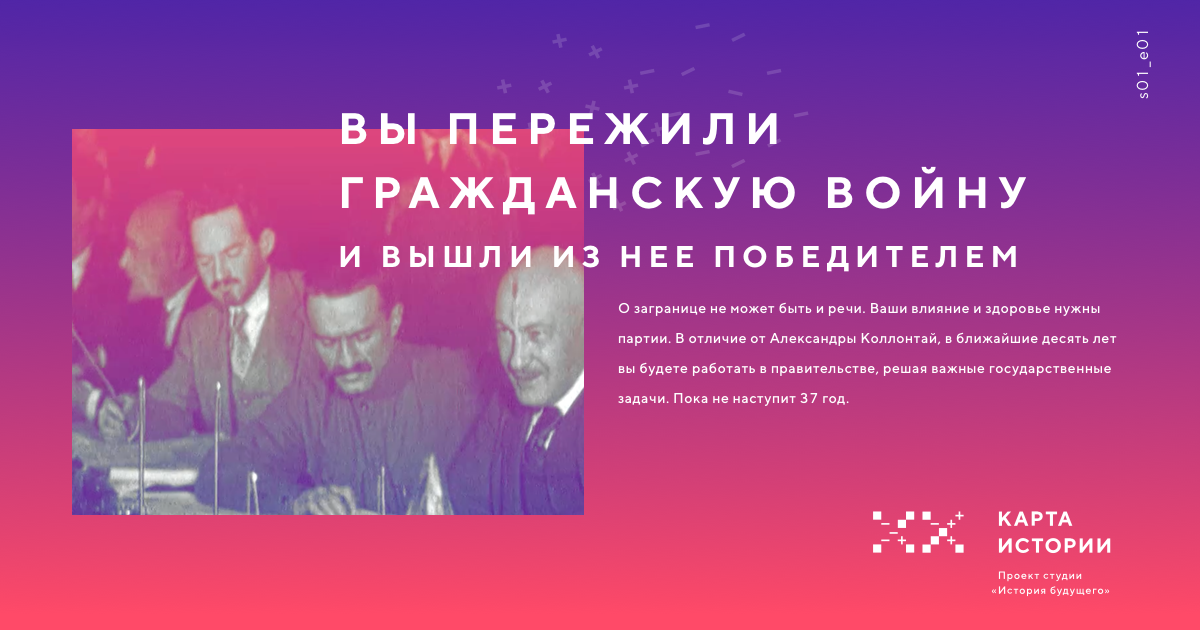 s01_e01
ВЫ ПЕРЕЖИЛИ
ГРАЖДАНСКУЮ ВОЙНУ
И ВЫШЛИ ИЗ НЕЕ ПОБЕДИТЕЛЕМ
О загранице не может быть и речи. Ваши влияние и здоровье нужны
партии. В отличие от Александры Коллонтай, в ближайшие десять лет
вы будете работать в правительстве, решая важные государственные
задачи. Пока не наступит 37 год.
КАРТА
ИСТОРИИ
Проект студии
«История будущего»